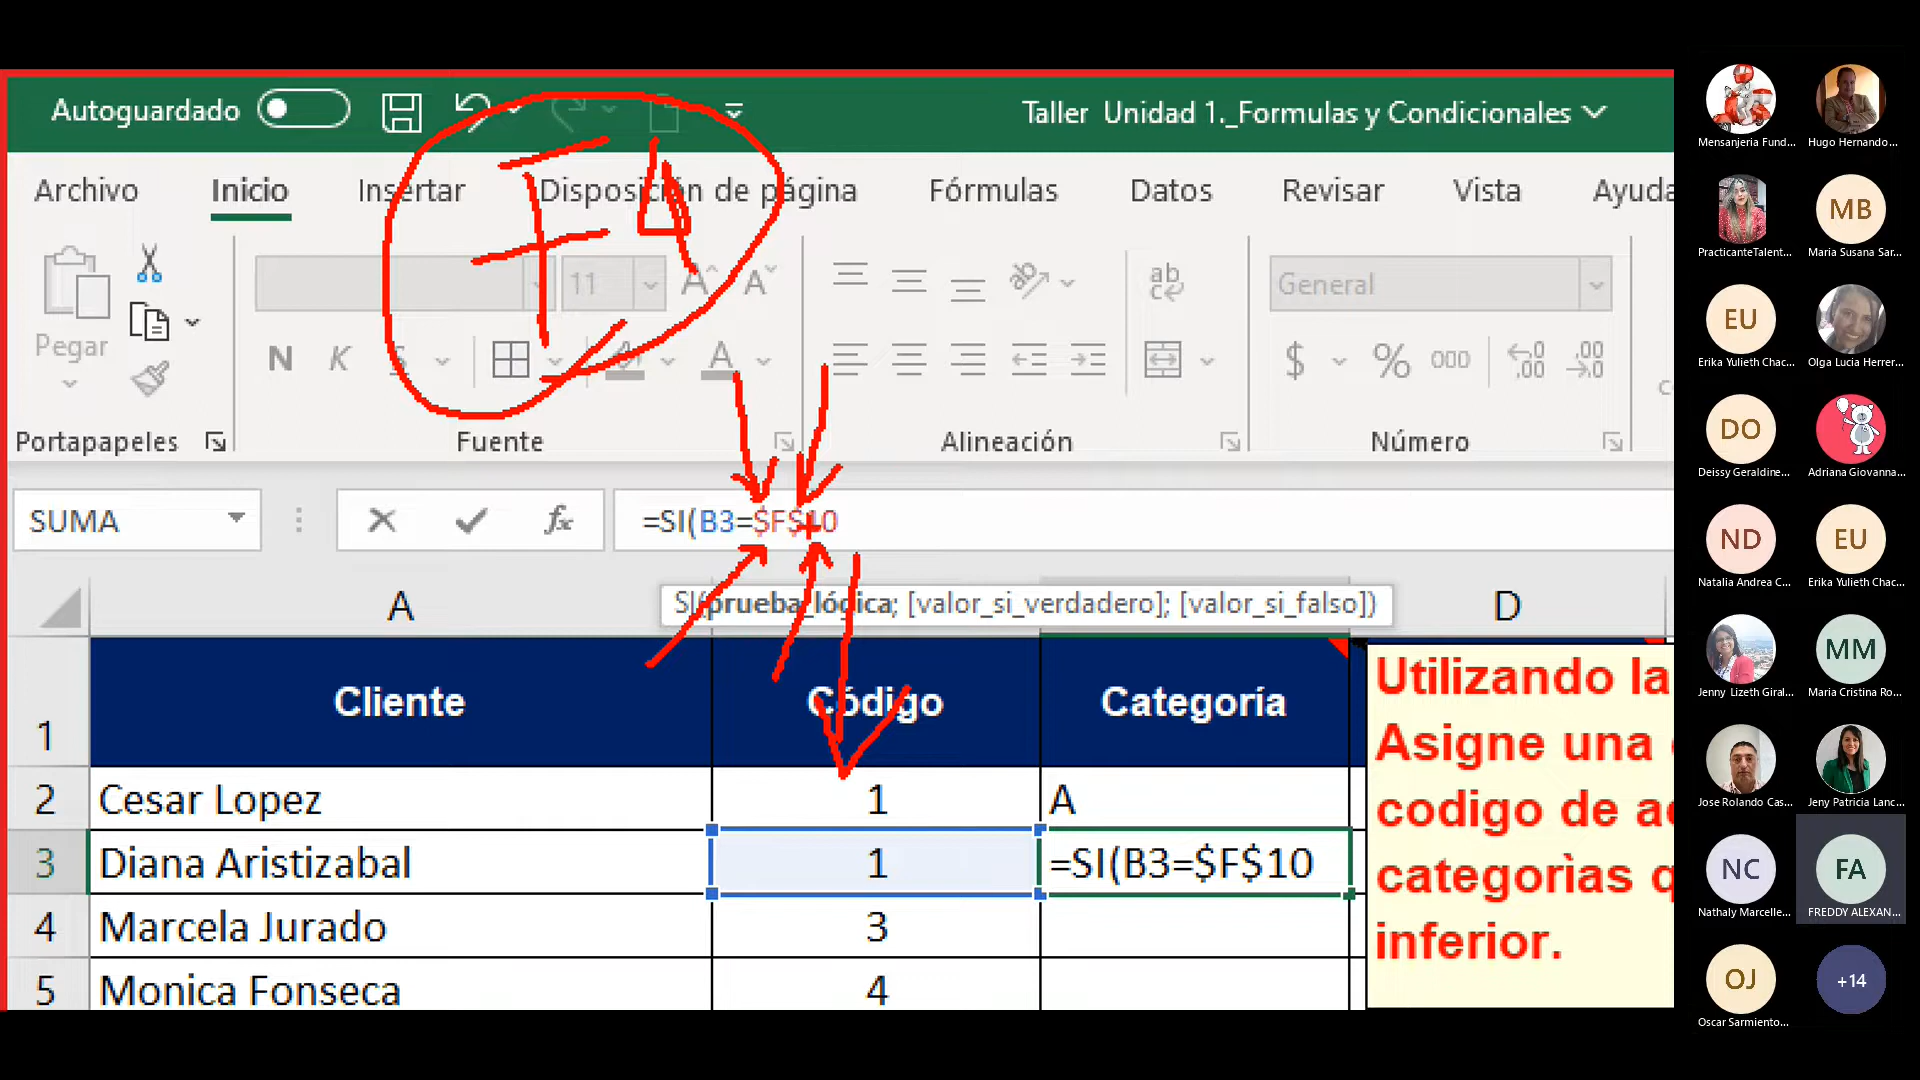 Autoguardado
Taller Unidad 1._Formulas y Condicionales
Archivo Inicio Insertar Disposición de página Fórmulas Datos Revisar Vista Ayuda
11 A A ab General
Pegar N K S A $ % 000
Portapapeles Fuente Alineación Número
SUMA fx =SI(B3=$F$10
SI(prueba_lógica; [valor_si_verdadero]; [valor_si_falso])
A D
1 Cliente Código Categoría
2 Cesar Lopez 1 A
3 Diana Aristizabal 1 =SI(B3=$F$10
4 Marcela Jurado 3
5 Monica Fonseca 4
Utilizando la
Asigne una
codigo de
categorìas
inferior.
F4
Mensanjeria Fund... Hugo Hernando...
MB
PracticanteTalent... Maria Susana Sar...
EU
Erika Yulieth Chac... Olga Lucia Herrer...
DO
Deissy Geraldine... Adriana Giovanna...
ND EU
Natalia Andrea C... Erika Yulieth Chac...
MM
Jenny Lizeth Giral... Maria Cristina Ro...
Jose Rolando Cas... Jeny Patricia Lanc...
NC FA
Nathaly Marcelle... FREDDY ALEXAN...
OJ +14
Oscar Sarmiento...